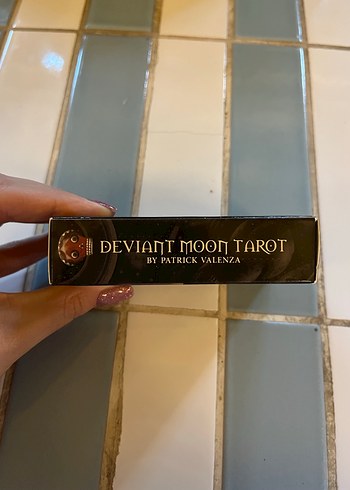 DEVIANT MOON TAROT
BY PATRICK VALENZA